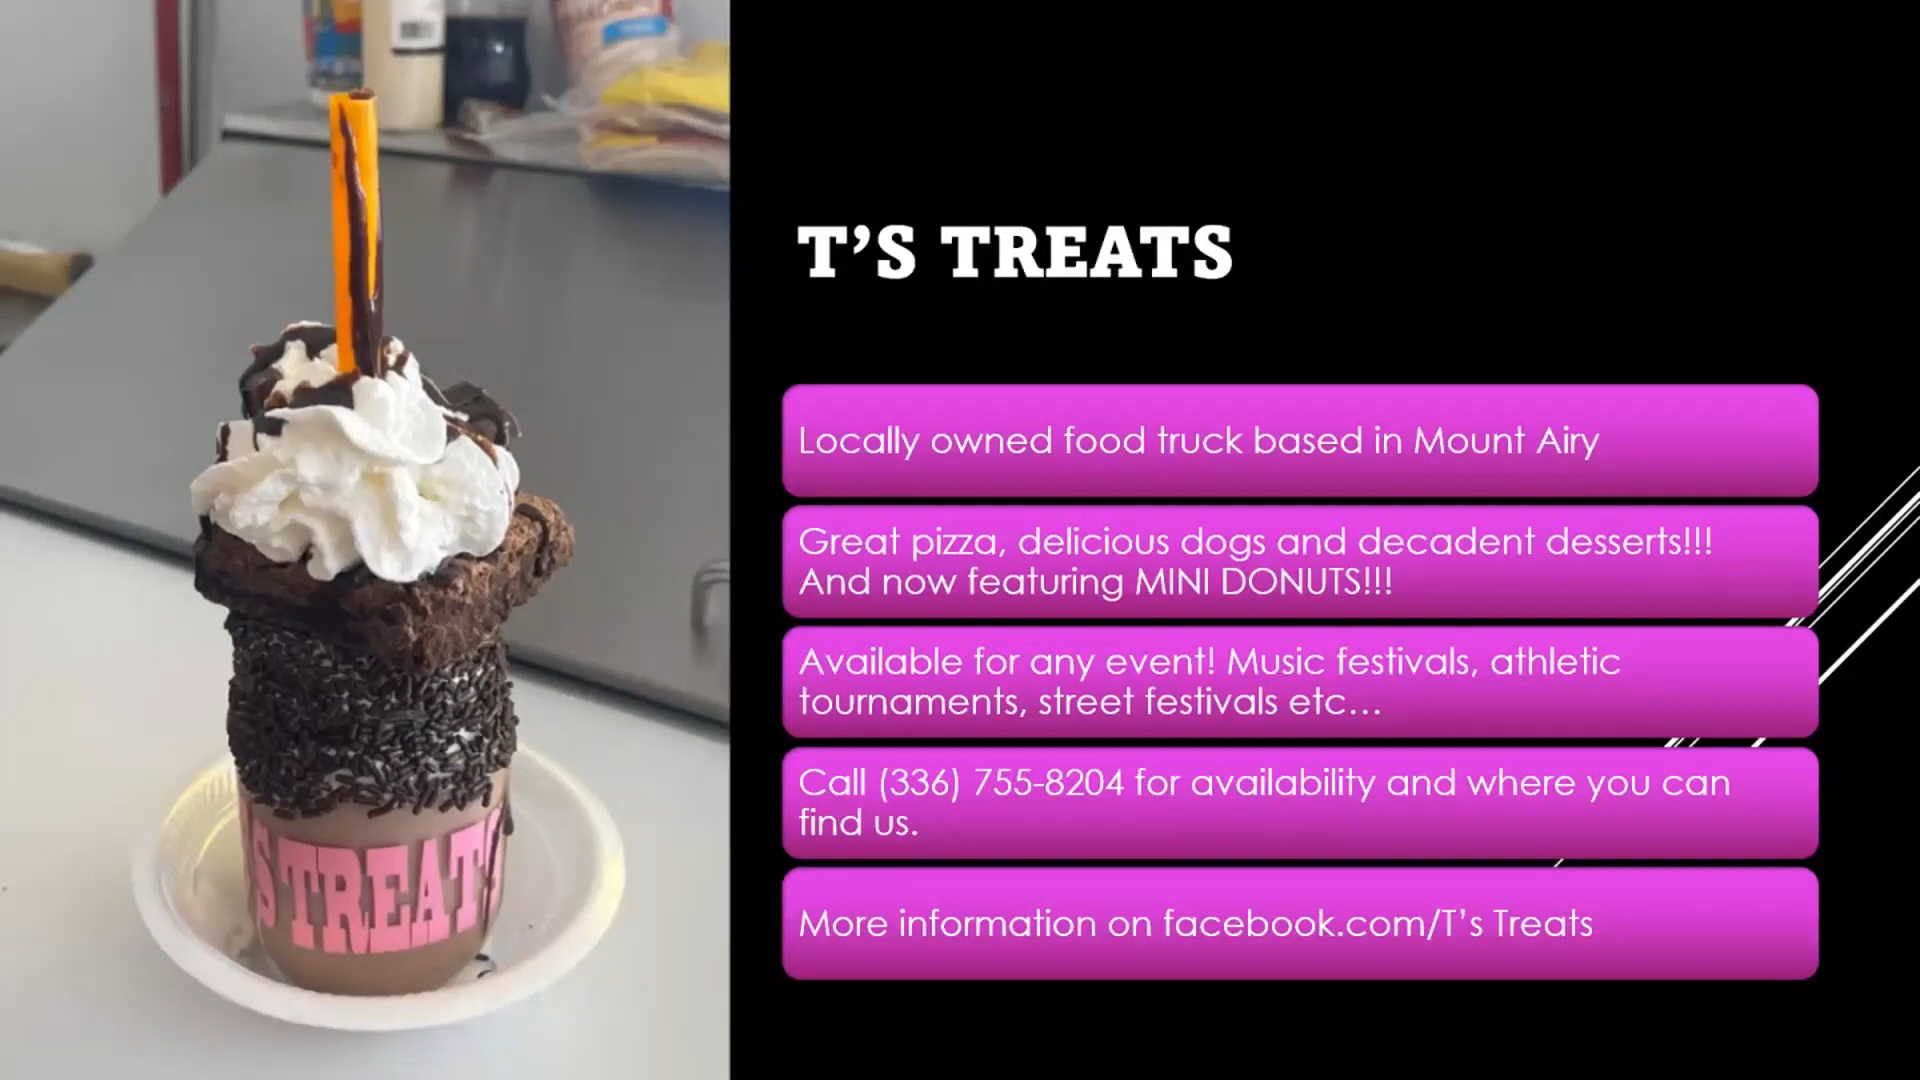 T'S TREATS
Locally owned food truck based in Mount Airy
Great pizza, delicious dogs and decadent desserts!!!
And now featuring MINI DONUTS!!!
Available for any event! Music festivals, athletic
tournaments, street festivals etc...
Call (336) 755-8204 for availability and where you can
find us.
More information on facebook.com/T's Treats
'S TREATS